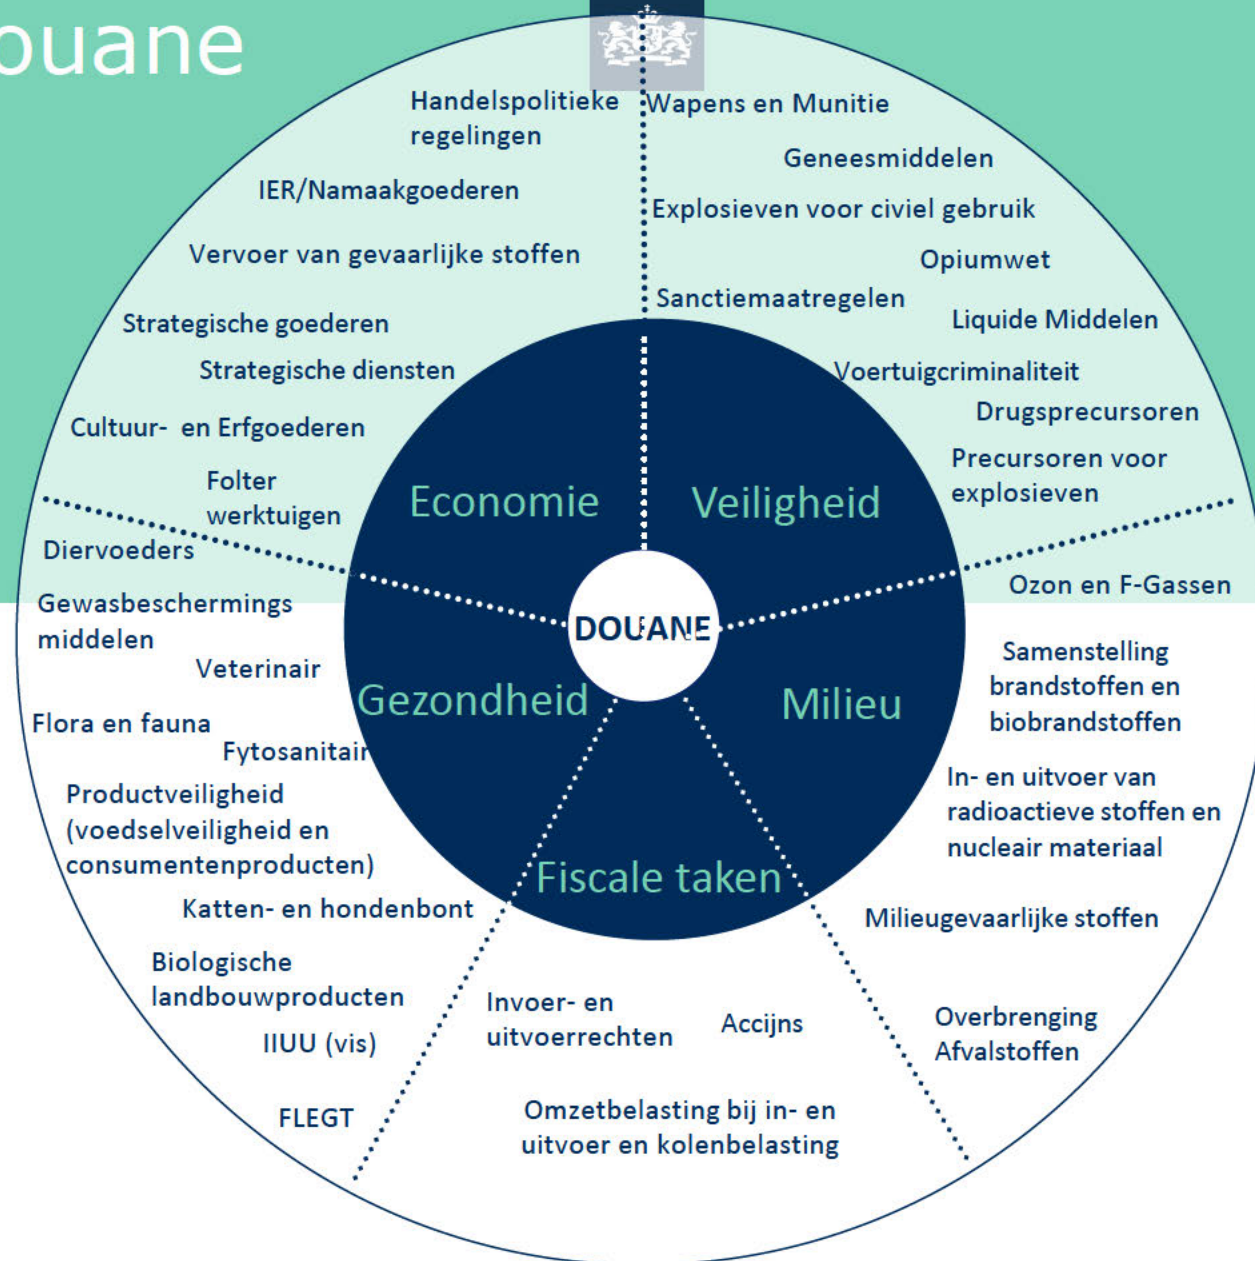 ouane
Handelspolitieke
regelingen
IER/Namaakgoederen
Vervoer van gevaarlijke stoffen
Strategische goederen
Strategische diensten
Cultuur- en Erfgoederen
Folter
werktuigen
Wapens en Munitie
Geneesmiddelen
Explosieven voor civiel gebruik
Opiumwet
Sanctiemaatregelen
Liquide Middelen
Voertuigcriminaliteit
Drugsprecursoren
Precursoren voor
explosieven
Economie
Veiligheid
DOUANE
Gezondheid
Milieu
Fiscale taken
Diervoeders
Gewasbeschermings
middelen
Veterinair
Flora en fauna
Fytosanitair
Productveiligheid
(voedselveiligheid en
consumentenproducten)
Katten- en hondenbont
Biologische
landbouwproducten
IIUU (vis)
FLEGT
Ozon en F-Gassen
Samenstelling
brandstoffen en
biobrandstoffen
In- en uitvoer van
radioactieve stoffen en
nucleair materiaal
Milieugevaarlijke stoffen
Overbrenging
Afvalstoffen
Invoer- en
uitvoerrechten
Accijns
Omzetbelasting bij in- en
uitvoer en kolenbelasting